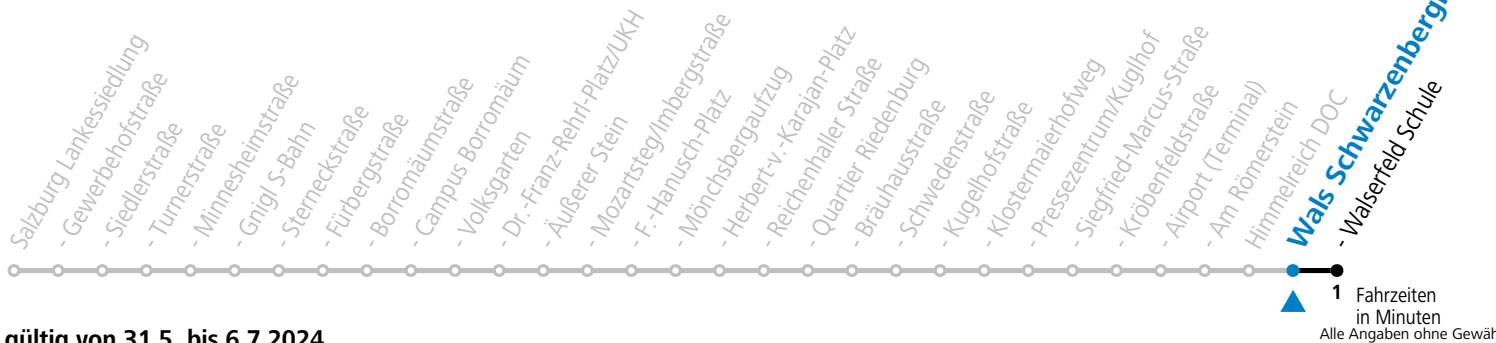 Salzburg Lankessiedlung
- Gewerbehofstraße
- Siedlerstraße
- Turnerstraße
- Minnesheimstraße
- Gnigl S-Bahn
- Sterneckstraße
- Fürbergstraße
- Borromäumstraße
- Campus Borromäum
- Volksgarten
- Dr.-Franz-Rehrl-Platz/UKH
- Äußerer Stein
- Mozartsteg/Imbergstraße
- F.-Hanusch-Platz
- Mönchsbergaufzug
- Herbert-v.-Karajan-Platz
- Reichenhaller Straße
- Quartier Riedenburg
- Bräuhausstraße
- Schwedenstraße
- Kugelhofstraße
- Klostermaierhofweg
- Pressezentrum/Kuglhof
- Siegfried-Marcus-Straße
- Kröbenfeldstraße
- Airport (Terminal)
- Am Römerstein
Himmelreich DOC
Wals
- Walserfeld Schule
1 Fahrzeiten
in Minuten
Alle Angaben ohne
gültig von 31.5. bis 6.7.2024